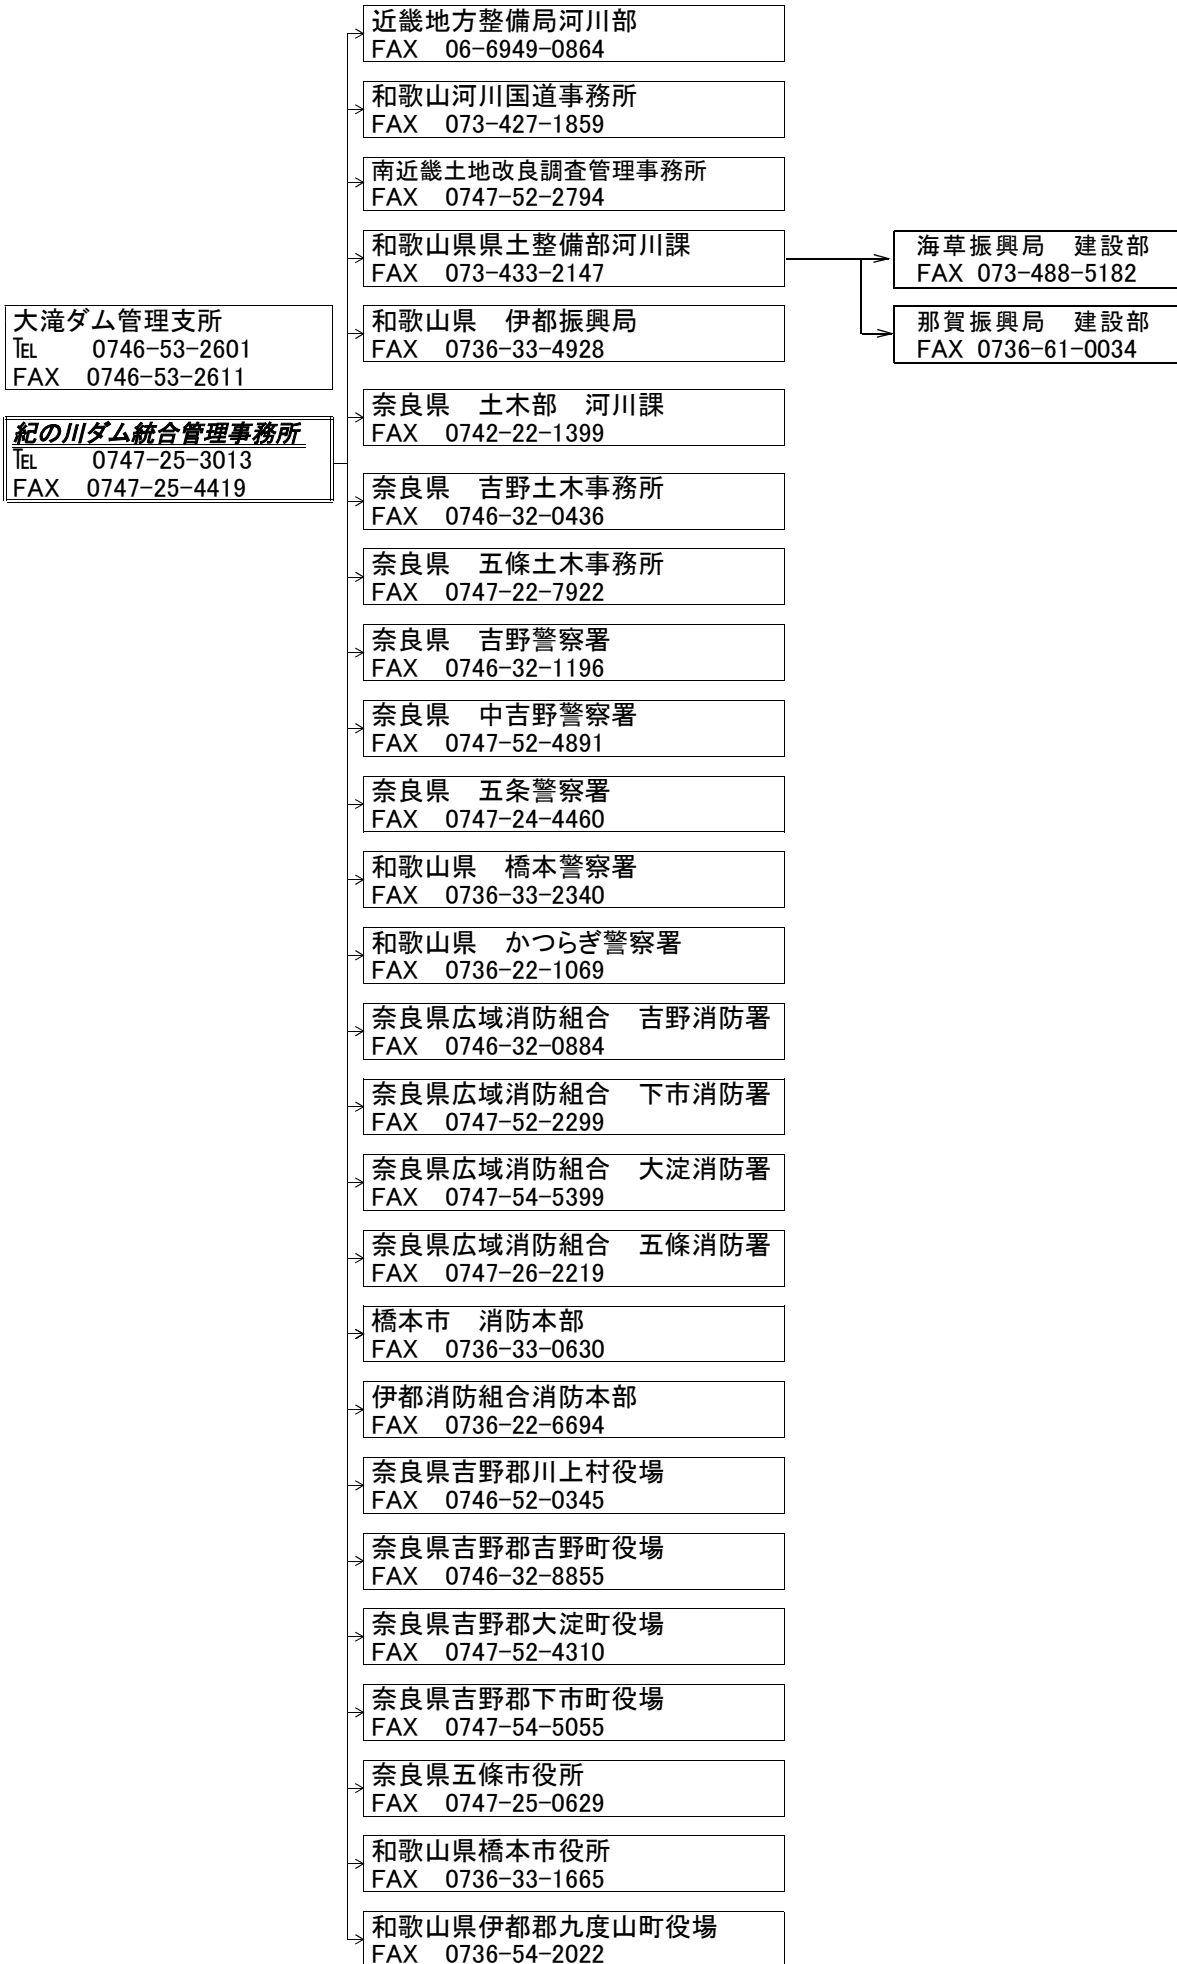 大滝ダム管理支所
℡　　0746-53-2601
FAX　0746-53-2611
紀の川ダム統合管理事務所
℡　　0747-25-3013
FAX　0747-25-4419
近畿地方整備局河川部
FAX　06-6949-0864
和歌山河川国道事務所
FAX　073-427-1859
南近畿土地改良調査管理事務所
FAX　0747-52-2794
和歌山県県土整備部河川課
FAX　073-433-2147
海草振興局　建設部
FAX 073-488-5182
那賀振興局　建設部
FAX 0736-61-0034
和歌山県　伊都振興局
FAX　0736-33-4928
奈良県　土木部　河川課
FAX　0742-22-1399
奈良県　吉野土木事務所
FAX　0746-32-0436
奈良県　五條土木事務所
FAX　0747-22-7922
奈良県　吉野警察署
FAX　0746-32-1196
奈良県　中吉野警察署
FAX　0747-52-4891
奈良県　五条警察署
FAX　0747-24-4460
和歌山県　橋本警察署
FAX　0736-33-2340
和歌山県　かつらぎ警察署
FAX　0736-22-1069
奈良県広域消防組合　吉野消防署
FAX　0746-32-0884
奈良県広域消防組合　下市消防署
FAX　0747-52-2299
奈良県広域消防組合　大淀消防署
FAX　0747-54-5399
奈良県広域消防組合　五條消防署
FAX　0747-26-2219
橋本市　消防本部
FAX　0736-33-0630
伊都消防組合消防本部
FAX　0736-22-6694
奈良県吉野郡川上村役場
FAX　0746-52-0345
奈良県吉野郡吉野町役場
FAX　0746-32-8855
奈良県吉野郡大淀町役場
FAX　0747-52-4310
奈良県吉野郡下市町役場
FAX　0747-54-5055
奈良県五條市役所
FAX　0747-25-0629
和歌山県橋本市役所
FAX　0736-33-1665
和歌山県伊都郡九度山町役場
FAX　0736-54-2022